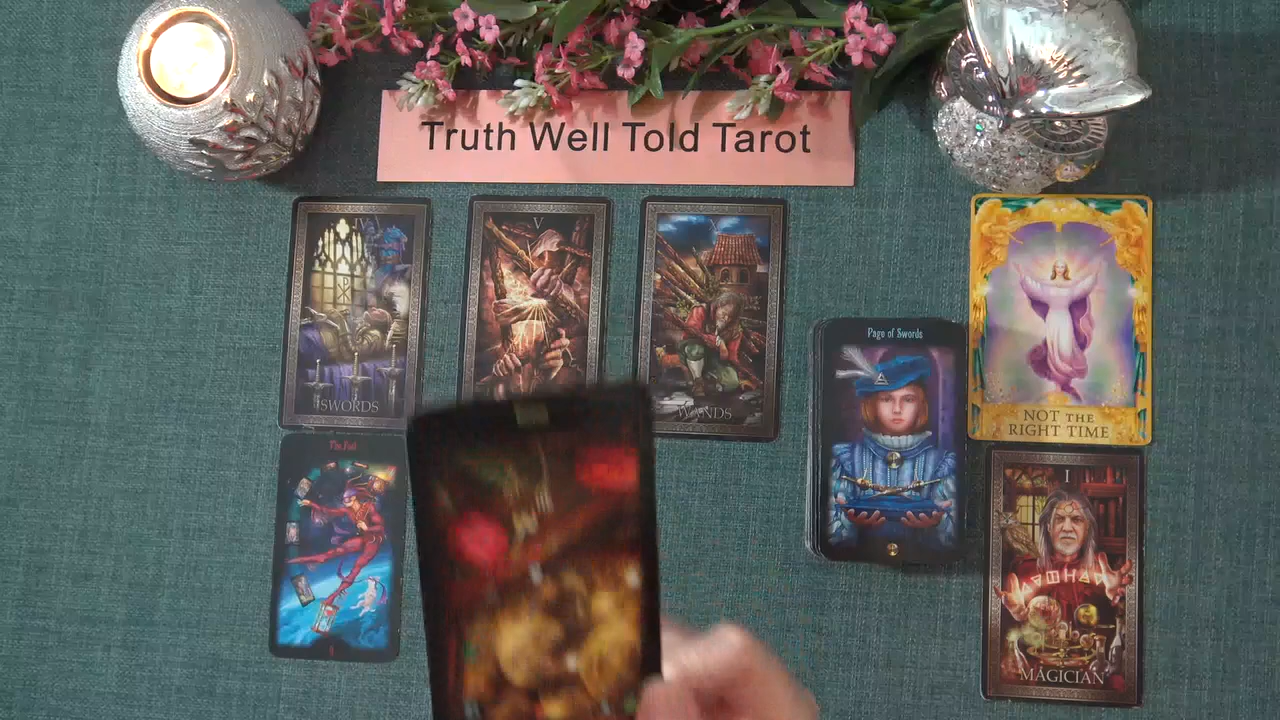 Truth Well Told Tarot
IV
SWORDS
V
WANDS
Page of Swords
NOT THE
RIGHT TIME
The Fool
I
MAGICIAN